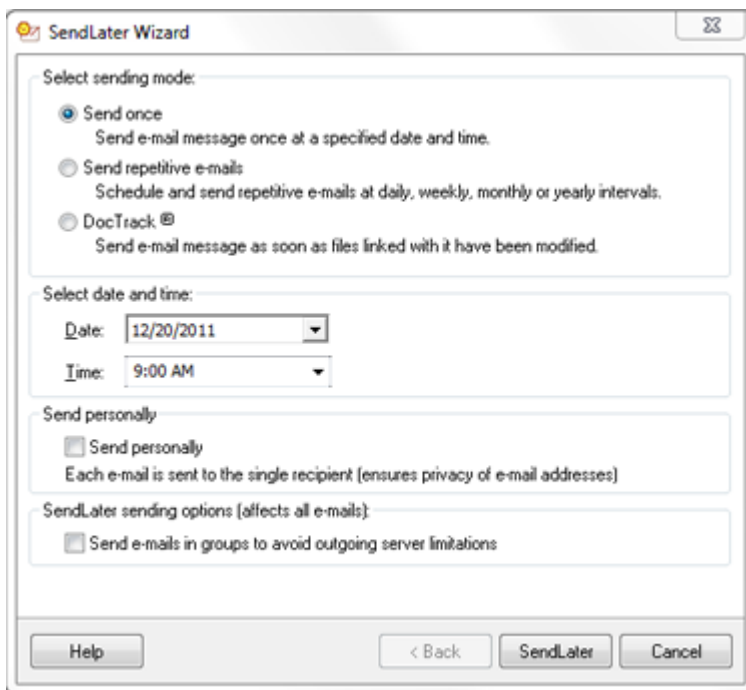 SendLater Wizard
Select sending mode:
Send once
Send e-mail message once at a specified date and time.
Send repetitive e-mails
Schedule and send repetitive e-mails at daily, weekly, monthly or yearly intervals.
DocTrack ®
Send e-mail message as soon as files linked with it have been modified.
Select date and time:
Date: 12/20/2011
Time: 9:00 AM
Send personally
Send personally
Each e-mail is sent to the single recipient (ensures privacy of e-mail addresses)
SendLater sending options (affects all e-mails):
Send e-mails in groups to avoid outgoing server limitations
Help < Back SendLater Cancel